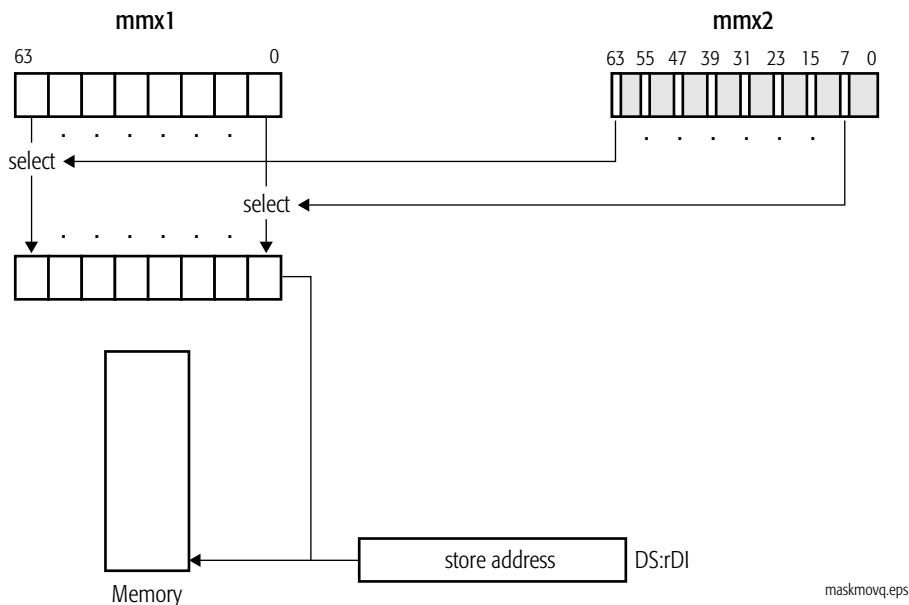 mmx1
mmx2
63 0
63 55 47 39 31 23 15 7 0
. . . . . .
. . . . . .
select
select
. . . . . .
store address
DS:rDI
Memory
maskmovq.eps